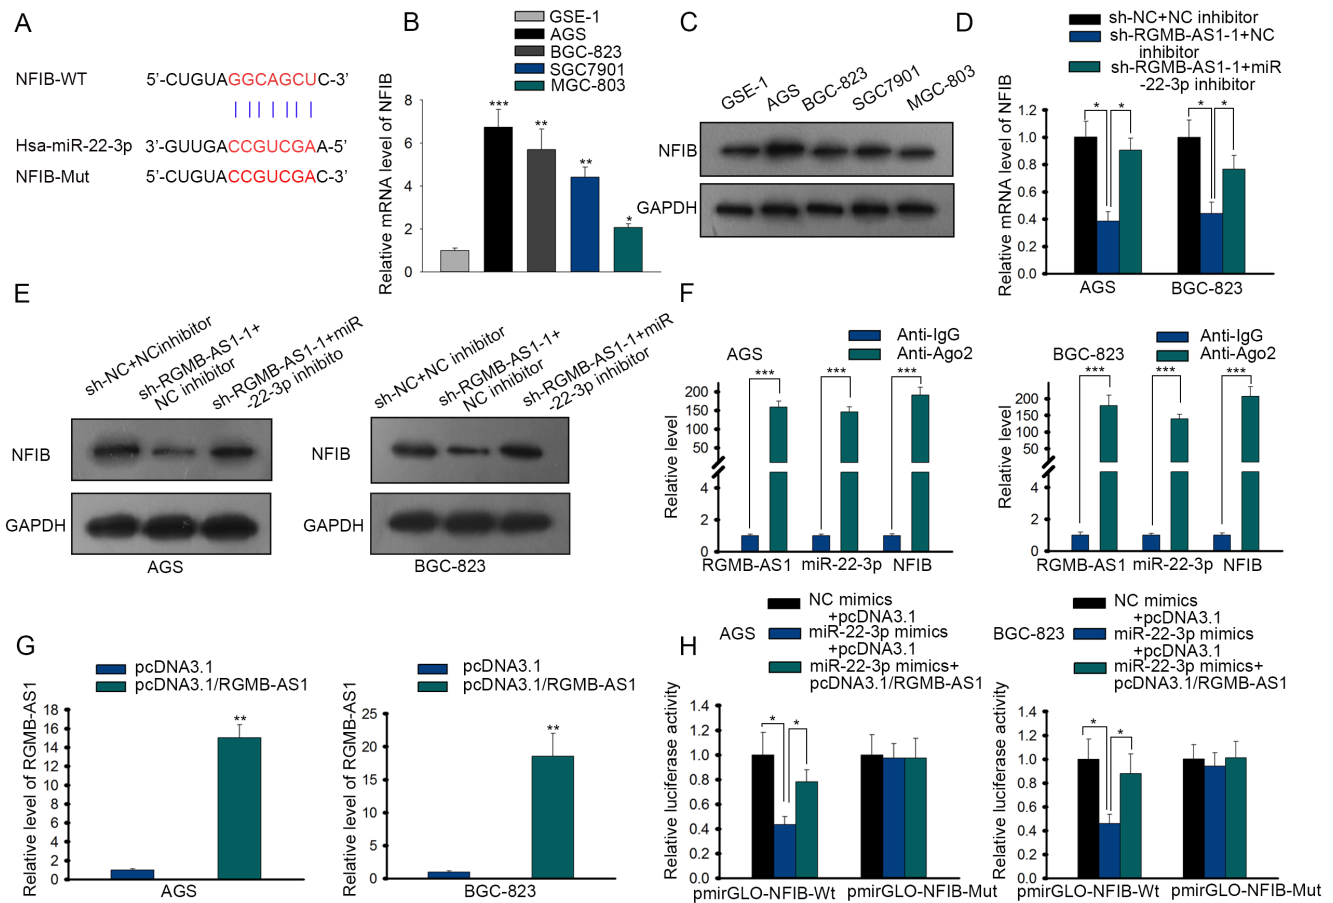 A
NFIB-WT 5’-CUGUAGGCAGCUC-3’
Hsa-miR-22-3p 3’-GUUGACCGUCGAA-5’
NFIB-Mut 5’-CUGUACCGUCGAC-3’
B
GSE-1
AGS
BGC-823
SGC7901
MGC-803
Relative mRNA level of NFIB
8
6
4
2
0
***
**
**
*
C
GSE-1 AGS BGC-823 SGC7901 MGC-803
NFIB
GAPDH
D
sh-NC+NC inhibitor
sh-RGMB-AS1-1+NC
inhibitor
sh-RGMB-AS1-1+miR
-22-3p inhibitor
Relative mRNA level of NFIB
1.2
1.0
0.8
0.6
0.4
0.2
0.0
* * * *
AGS BGC-823
E
sh-NC+NCinhibitor
sh-RGMB-AS1-1+
NC inhibitor
sh-RGMB-AS1-1+miR
-22-3p inhibito
NFIB
GAPDH
AGS
sh-NC+NC inhibitor
sh-RGMB-AS1-1+
NC inhibitor
sh-RGMB-AS1-1+miR
-22-3p inhibitor
NFIB
GAPDH
BGC-823
F
AGS
Anti-IgG
Anti-Ago2
Relative level
200
150
100
50
4
2
0
*** *** ***
RGMB-AS1 miR-22-3p NFIB
BGC-823
Anti-IgG
Anti-Ago2
Relative level
200
150
100
50
4
2
0
*** *** ***
RGMB-AS1 miR-22-3p NFIB
G
pcDNA3.1
pcDNA3.1/RGMB-AS1
Relative level of RGMB-AS1
18
16
14
12
10
8
6
4
2
0
**
AGS
pcDNA3.1
pcDNA3.1/RGMB-AS1
Relative level of RGMB-AS1
25
20
15
10
5
0
**
BGC-823
H
AGS
NC mimics
+pcDNA3.1
miR-22-3p mimics
+pcDNA3.1
miR-22-3p mimics+
pcDNA3.1/RGMB-AS1
Relative luciferase activity
1.4
1.2
1.0
0.8
0.6
0.4
0.2
0.0
* *
pmirGLO-NFIB-Wt pmirGLO-NFIB-Mut
BGC-823
NC mimics
+pcDNA3.1
miR-22-3p mimics
+pcDNA3.1
miR-22-3p mimics+
pcDNA3.1/RGMB-AS1
Relative luciferase activity
1.4
1.2
1.0
0.8
0.6
0.4
0.2
0.0
* *
pmirGLO-NFIB-Wt pmirGLO-NFIB-Mut